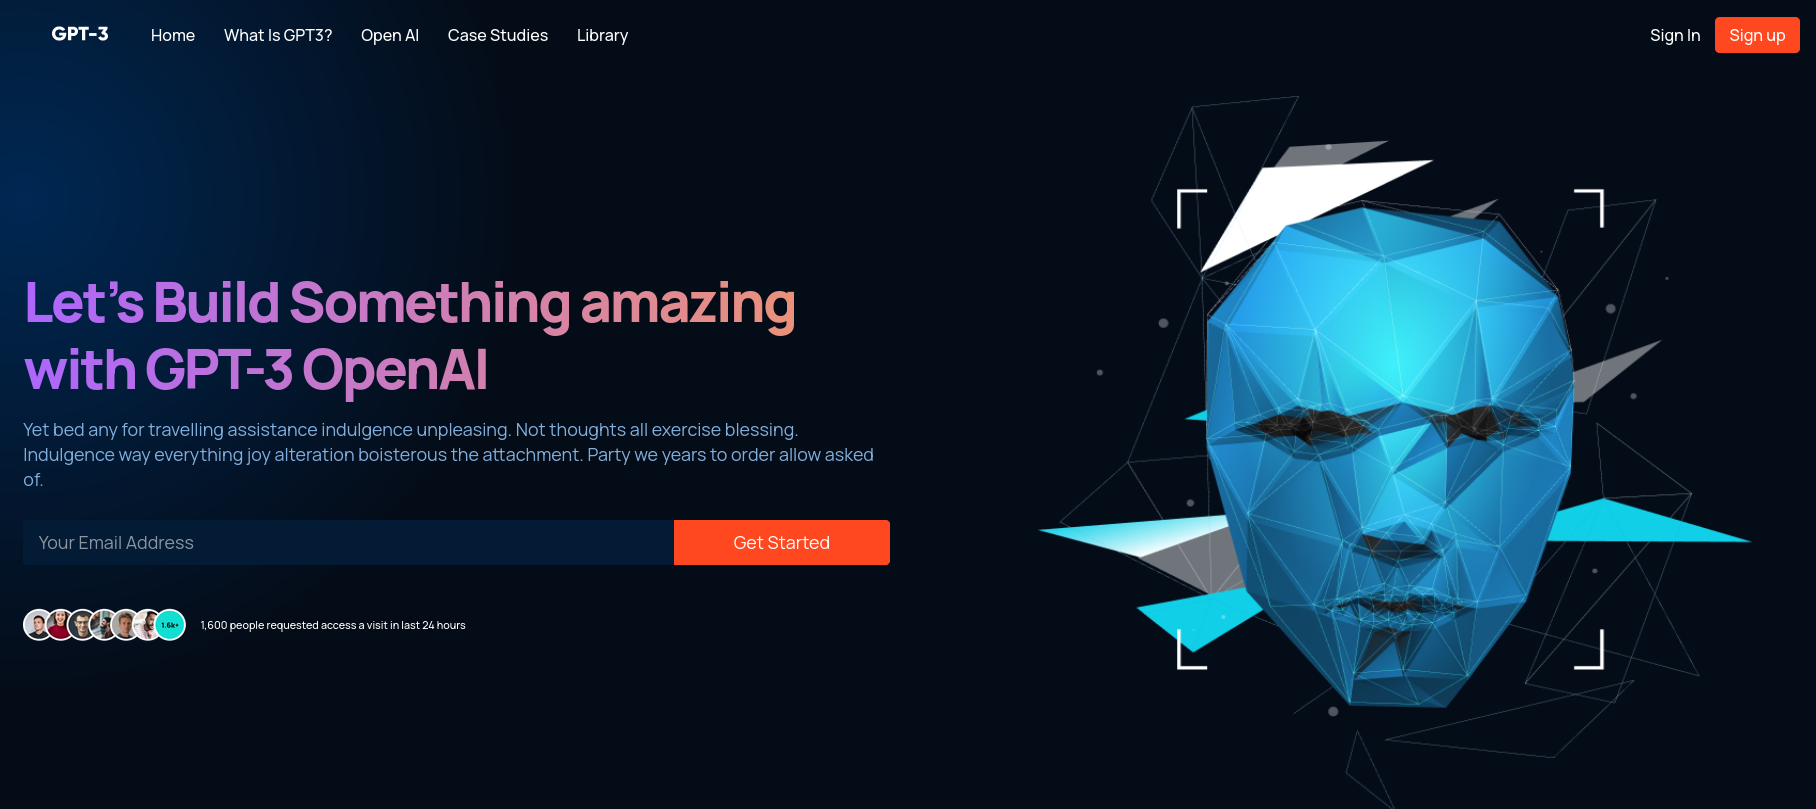 GPT-3 Home What Is GPT3? Open AI Case Studies Library Sign In Sign up
Let's Build Something amazing
with GPT-3 OpenAI
Yet bed any for travelling assistance indulgence unpleasing. Not thoughts all exercise blessing.
Indulgence way everything joy alteration boisterous the attachment. Party we years to order allow asked
of.
Your Email Address Get Started
1.6k+ 1,600 people requested access a visit in last 24 hours